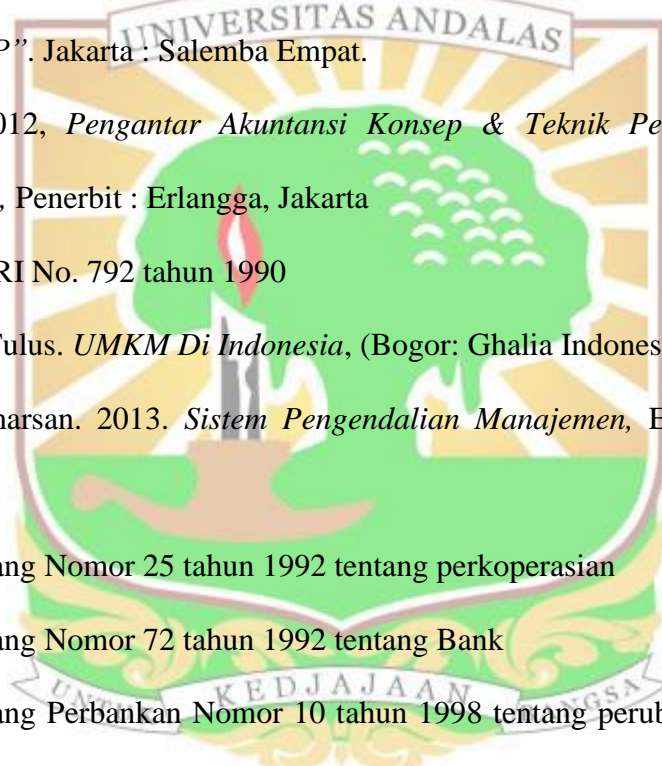 UNIVERSITAS ANDALAS
P”. Jakarta : Salemba Empat.
012, Pengantar Akuntansi Konsep & Teknik Pe
, Penerbit : Erlangga, Jakarta
RI No. 792 tahun 1990
Tulus. UMKM Di Indonesia, (Bogor: Ghalia Indones
harsan. 2013. Sistem Pengendalian Manajemen, E
ang Nomor 25 tahun 1992 tentang perkoperasian
ang Nomor 72 tahun 1992 tentang Bank
UNTUK KEDJAJAAN BANGSA
ang Perbankan Nomor 10 tahun 1998 tentang perub